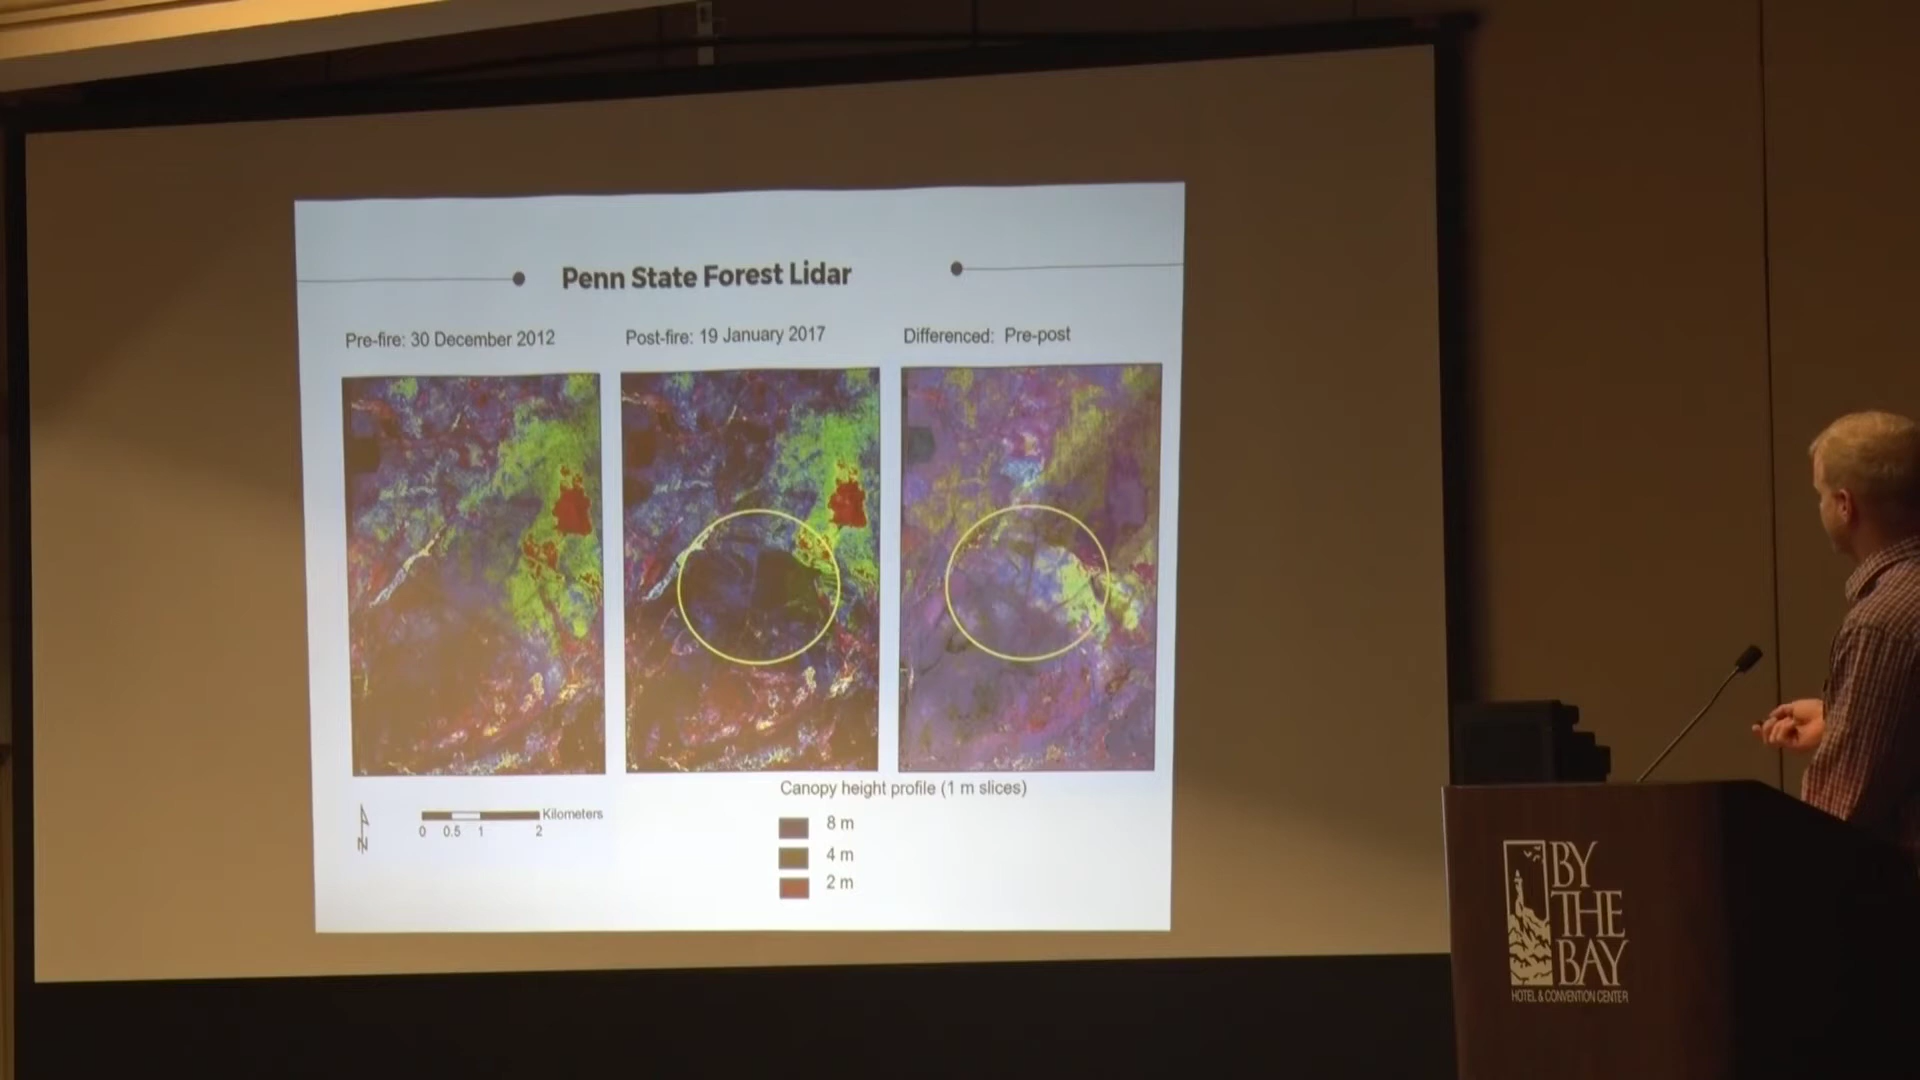 Penn State Forest Lidar
Pre-fire: 30 December 2012
Post-fire: 19 January 2017
Differenced: Pre-post
Canopy height profile (1 m slices)
8 m
4 m
2 m
N
Kilometers
0 0.5 1 2
BY
THE
BAY
HOTEL & CONVENTION CENTER